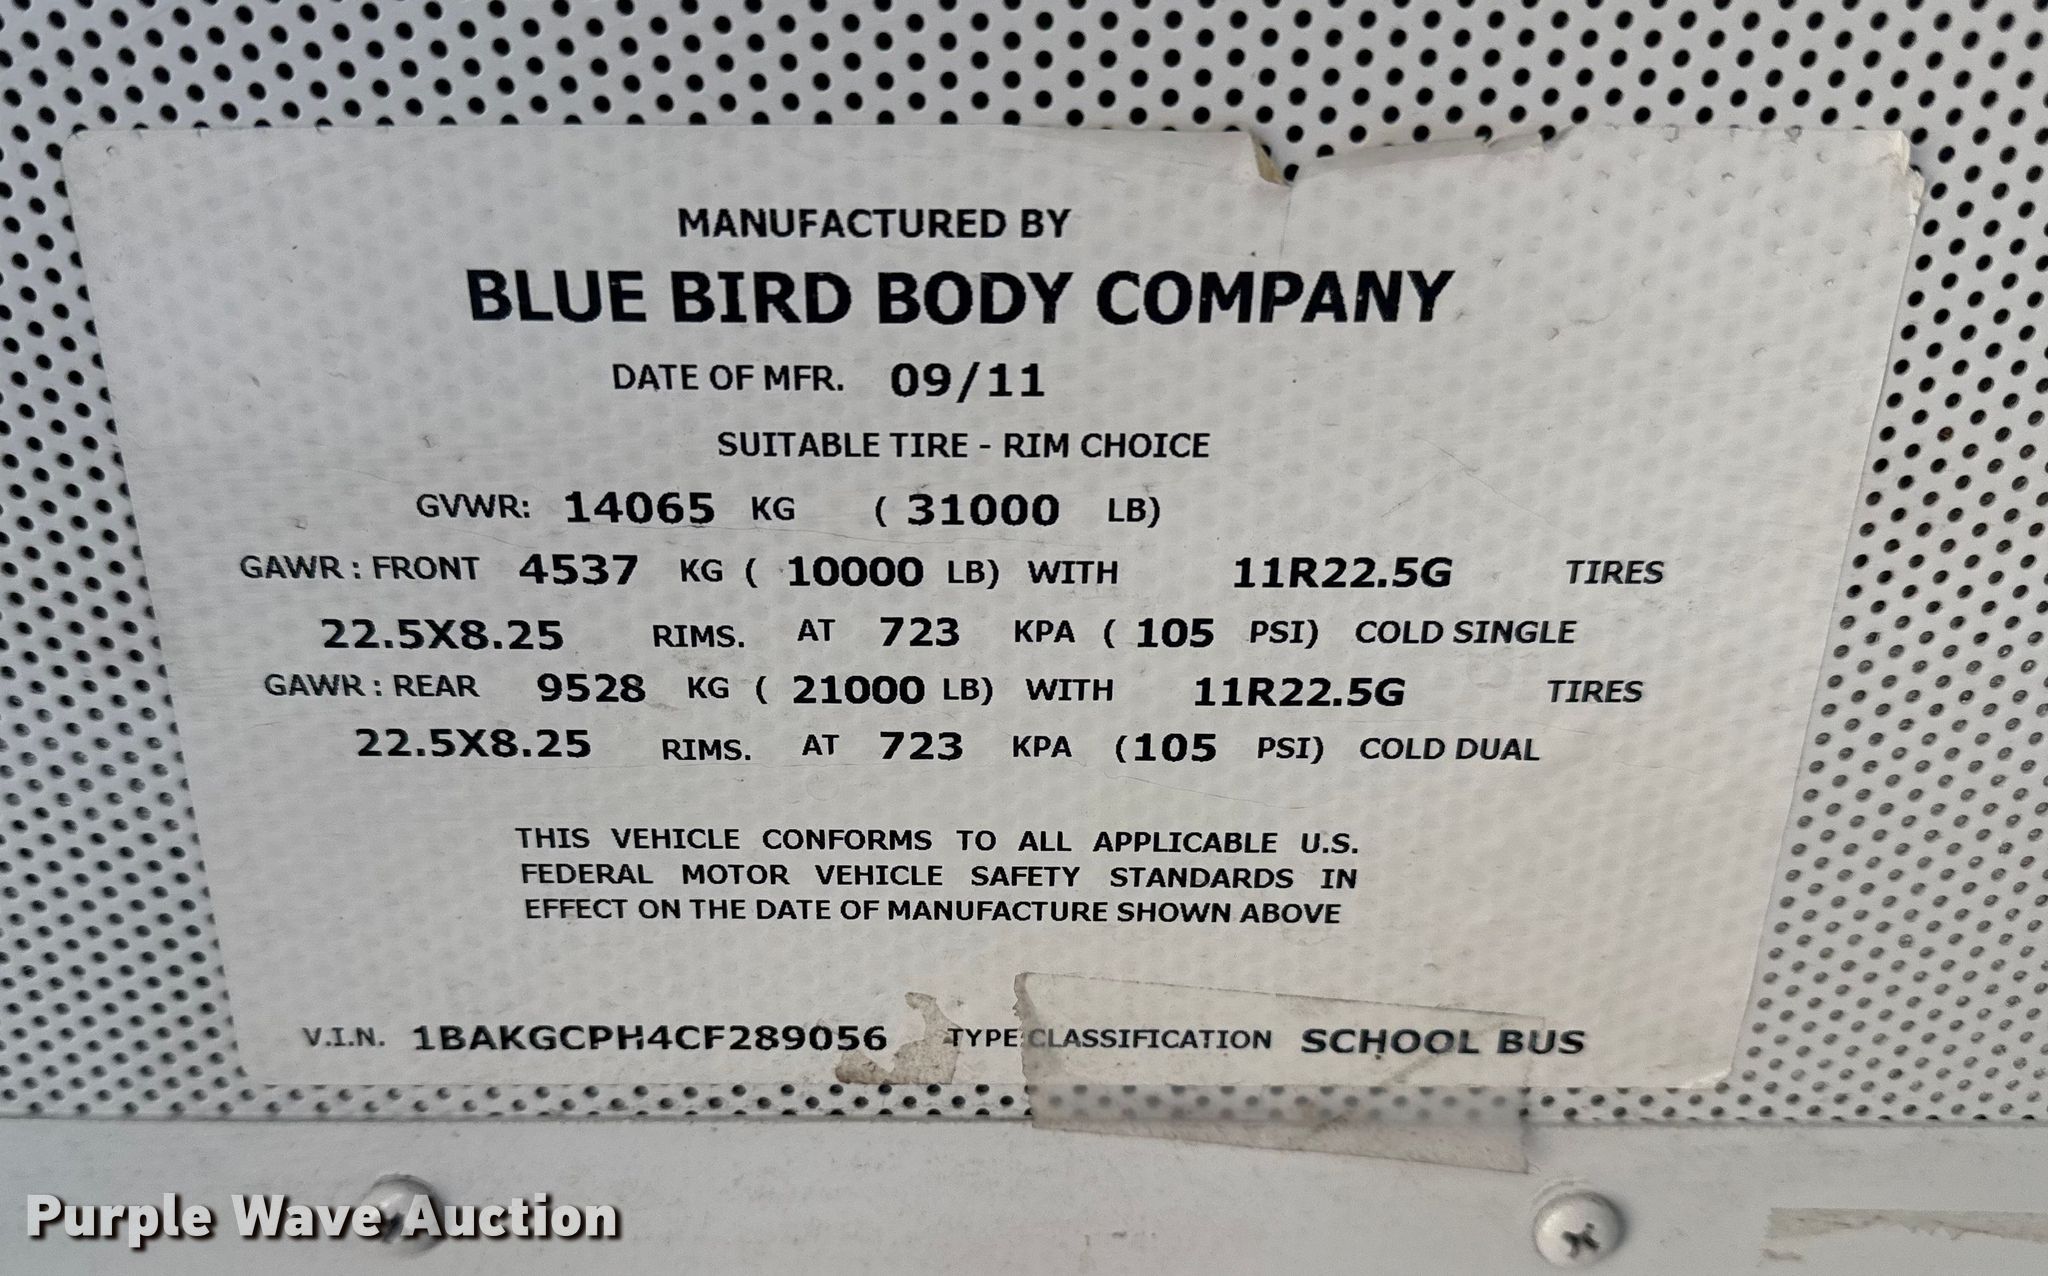 MANUFACTURED BY
BLUE BIRD BODY COMPANY
DATE OF MFR. 09/11
SUITABLE TIRE - RIM CHOICE
GVWR: 14065 KG ( 31000 LB)
GAWR : FRONT 4537 KG ( 10000 LB) WITH 11R22.5G TIRES
22.5X8.25 RIMS. AT 723 KPA ( 105 PSI) COLD SINGLE
GAWR : REAR 9528 KG ( 21000 LB) WITH 11R22.5G TIRES
22.5X8.25 RIMS. AT 723 KPA (105 PSI) COLD DUAL
THIS VEHICLE CONFORMS TO ALL APPLICABLE U.S.
FEDERAL MOTOR VEHICLE SAFETY STANDARDS IN
EFFECT ON THE DATE OF MANUFACTURE SHOWN ABOVE
V.I.N. 1BAKGCPH4CF289056 TYPE CLASSIFICATION SCHOOL BUS
Purple Wave Auction